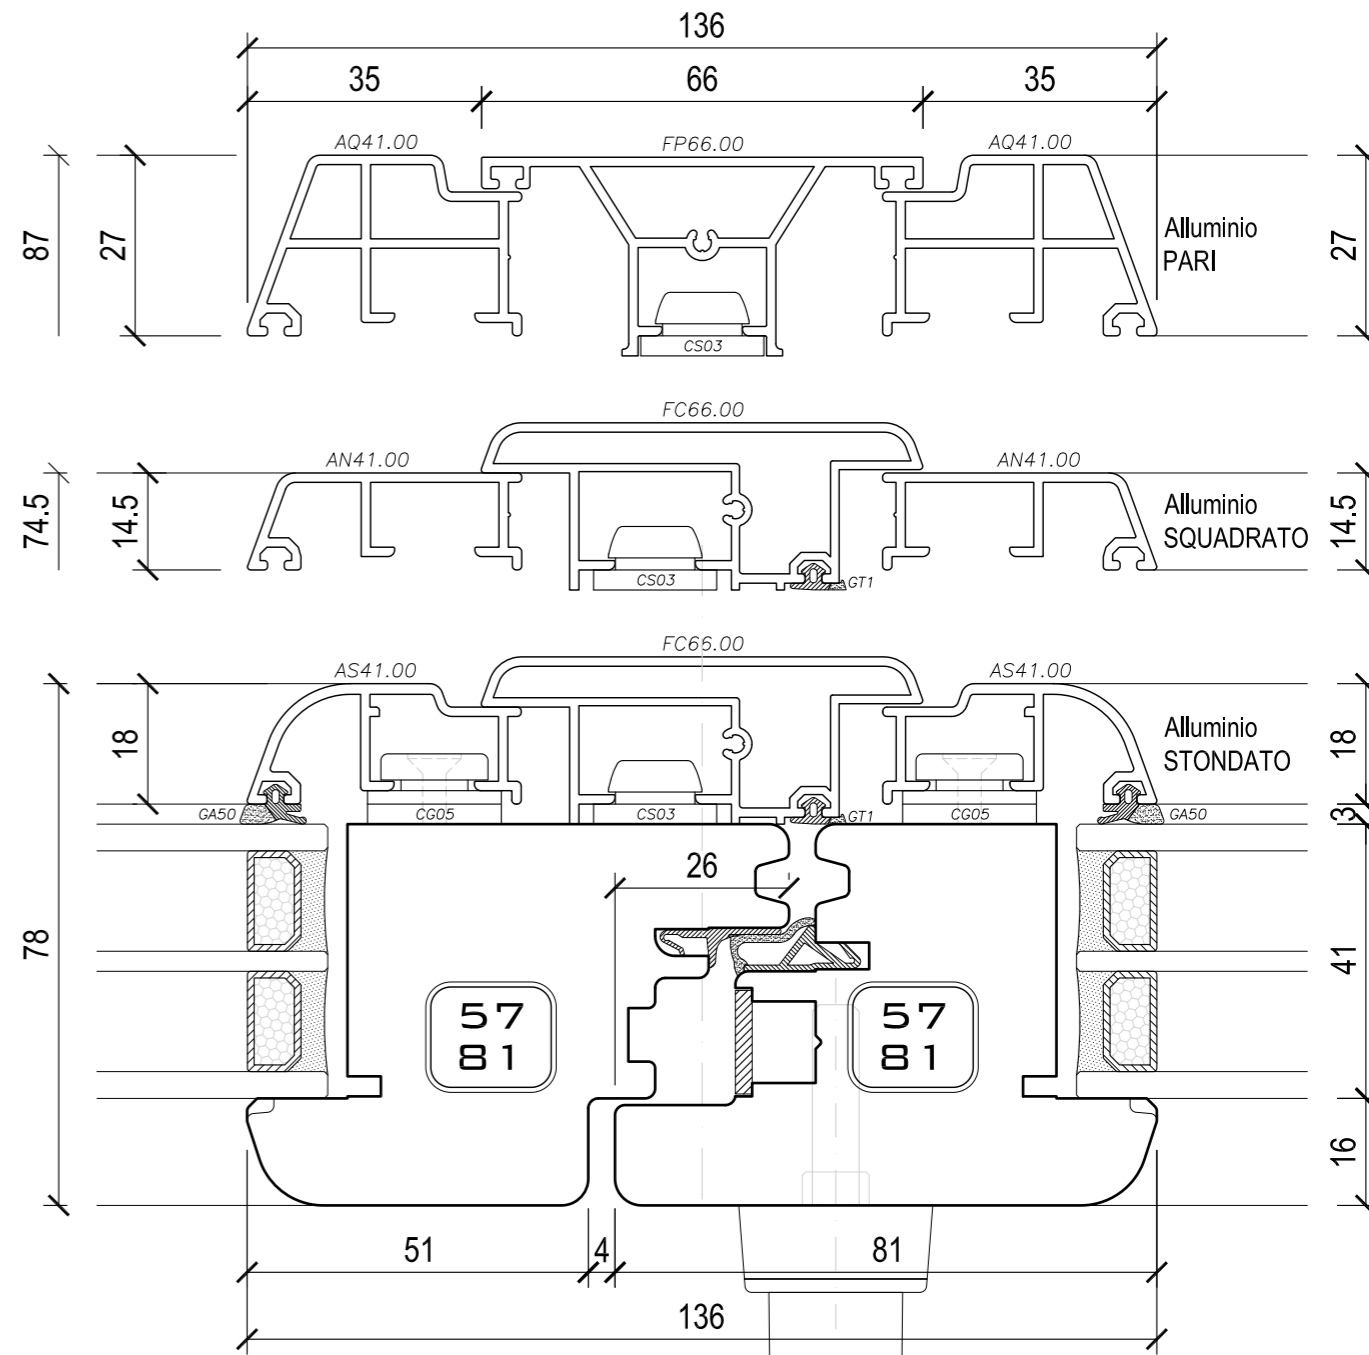 136
35 66 35
AQ41.00 FP66.00 AQ41.00
87 27 27
Alluminio
PARI
CS03
FC66.00
AN41.00 AN41.00
74.5 14.5 14.5
Alluminio
SQUADRATO
CS03 GT1
FC66.00
AS41.00 AS41.00
18 18
Alluminio
STONDATO
GA50 CG05 CS03 GT1 CG05 GA50
3
26
78 41
57 57
81 81
16
51 4 81
136